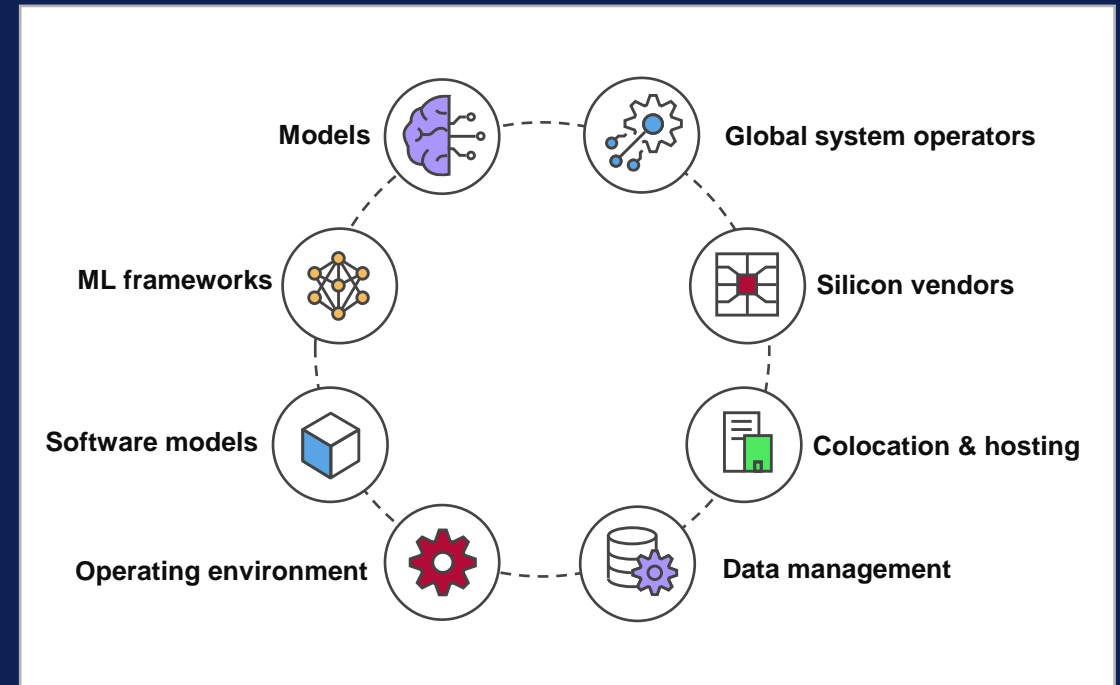 Models
Global system operators
ML frameworks
Silicon vendors
Software models
Colocation & hosting
Operating environment
Data management